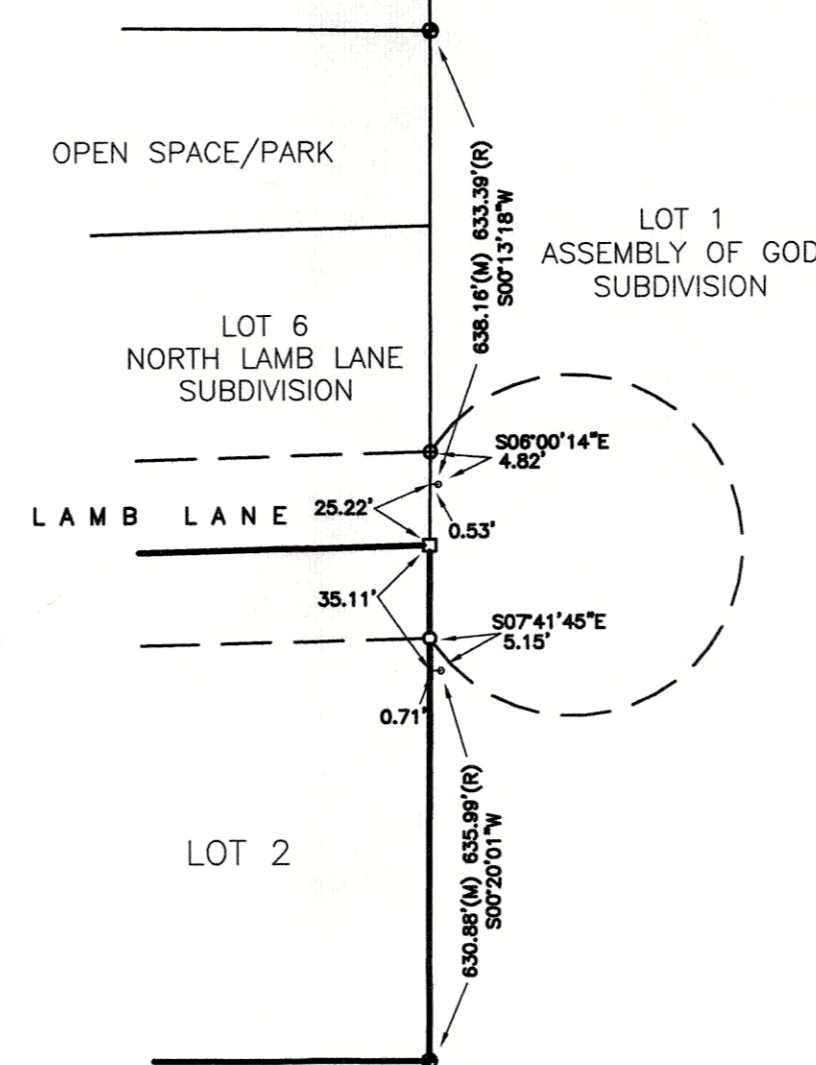 OPEN SPACE/PARK
638.16'(M) 633.39'(R)
S00°13'18"W
LOT 1
ASSEMBLY OF GOD
SUBDIVISION
LOT 6
NORTH LAMB LANE
SUBDIVISION
S06°00'14"E
4.82'
LAMB LANE
25.22'
0.53'
35.11'
S07°41'45"E
5.15'
0.71'
LOT 2
630.88'(M) 635.99'(R)
S00°20'01"W